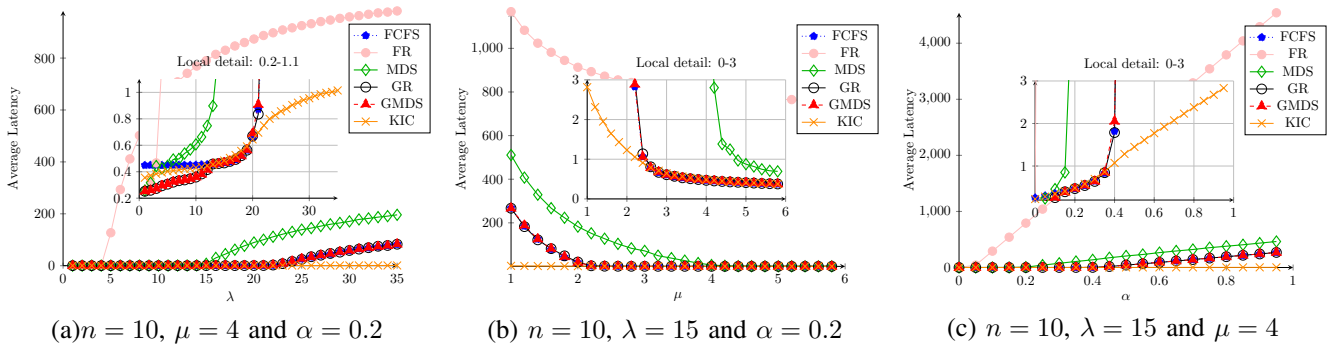 Average Latency
800
600
400
200
0
0 5 10 15 20 25 30 35
λ
FCFS
FR
MDS
GR
GMDS
KIC
Local detail: 0.2-1.1
1
0.8
0.6
0.4
0.2
0 10 20 30
(a)n = 10, μ = 4 and α = 0.2
Average Latency
1,000
800
600
400
200
1 2 3 4 5 6
μ
FCFS
FR
MDS
GR
GMDS
KIC
Local detail: 0-3
3
2
1
0
1 2 3 4 5 6
(b) n = 10, λ = 15 and α = 0.2
Average Latency
4,000
3,000
2,000
1,000
0
0 0.2 0.4 0.6 0.8 1
α
FCFS
FR
MDS
GR
GMDS
KIC
Local detail: 0-3
3
2
1
0 0.2 0.4 0.6 0.8 1
(c) n = 10, λ = 15 and μ = 4